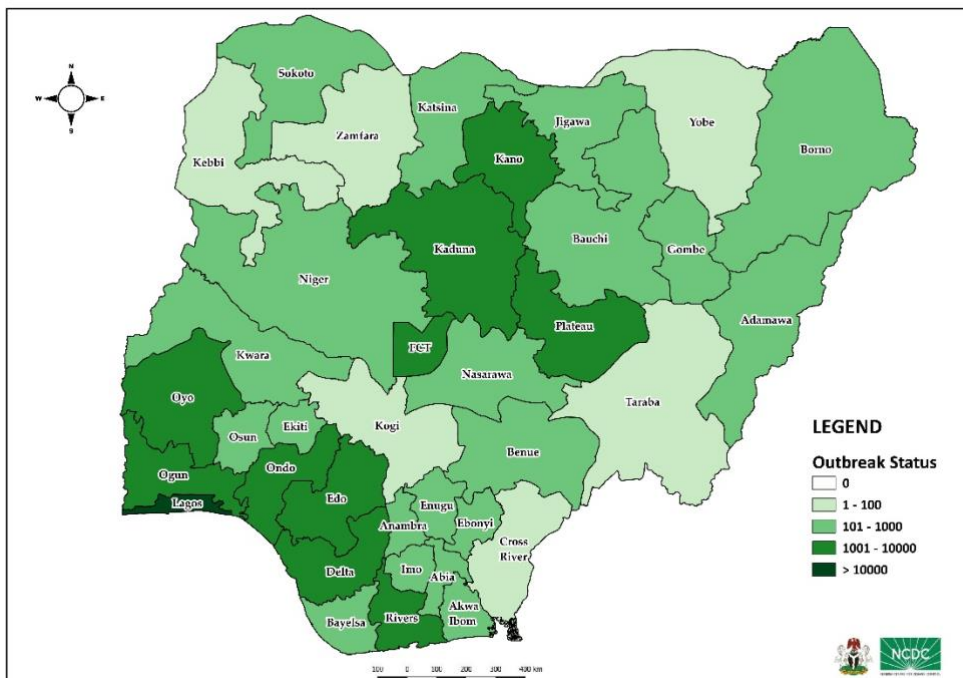 N
W E
S
Sokoto
Katsina
Jigawa
Yobe
Borno
Zamfara
Kebbi
Kano
Kaduna
Bauchi
Gombe
Niger
Adamawa
Plateau
FCT
Kwara
Nasarawa
Oyo
Taraba
Kogi
Osun
Ekiti
Benue
Ogun
Ondo
Edo
Lagos
Enugu
Anambra
Ebonyi
Cross
River
Delta
Imo
Abia
Akwa
Ibom
Bayelsa
Rivers
LEGEND
Outbreak Status
0
1 - 100
101 - 1000
1001 - 10000
> 10000
100 0 100 200 300 400 km
NCDC